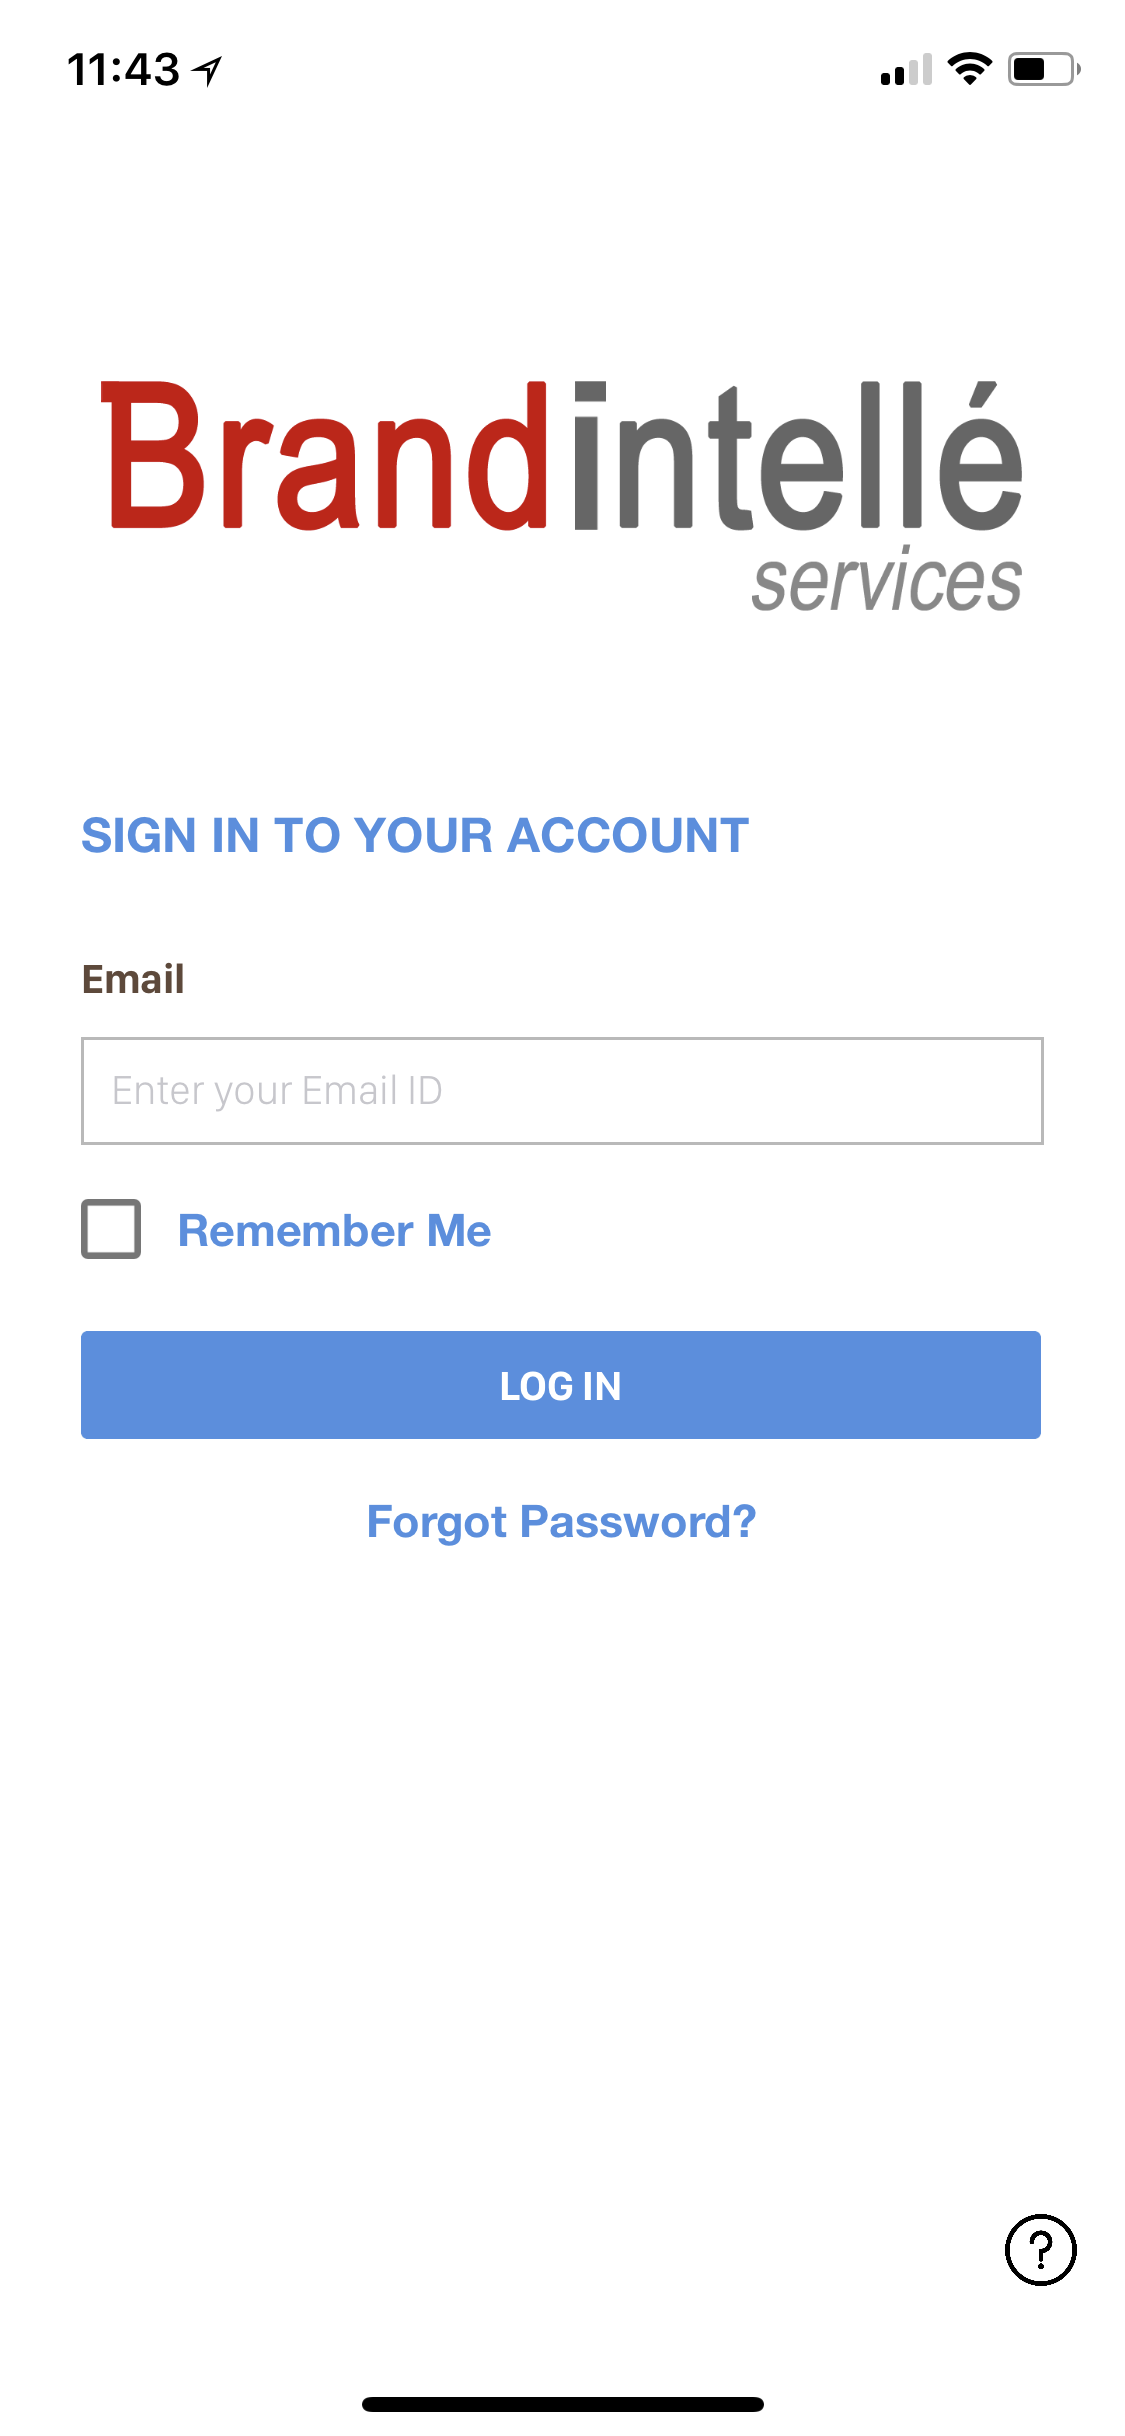 11:43
Brandintellé
services
SIGN IN TO YOUR ACCOUNT
Email
Enter your Email ID
Remember Me
LOG IN
Forgot Password?
?